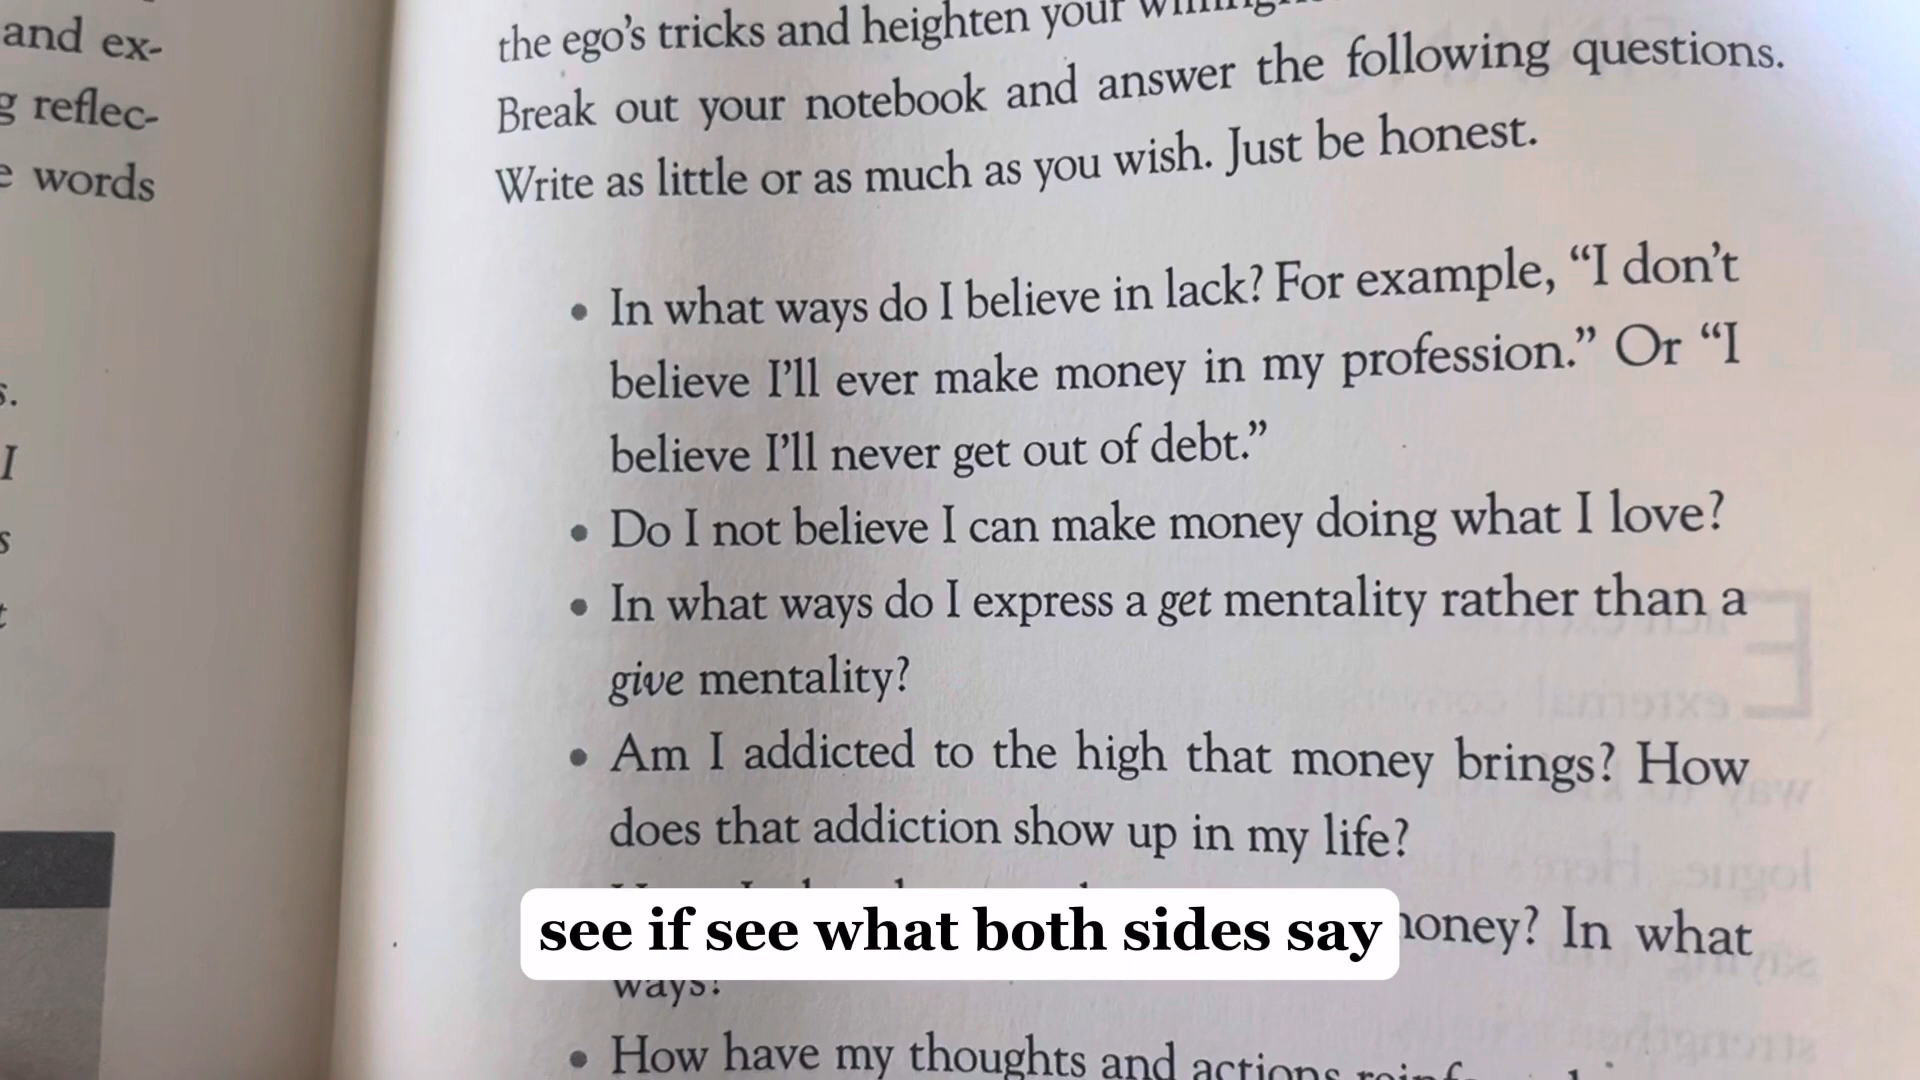 and ex-
g reflec-
e words
s.
I
s
t
the ego's tricks and heighten your
Break out your notebook and answer the following questions.
Write as little or as much as you wish. Just be honest.
• In what ways do I believe in lack? For example, "I don't
believe I'll ever make money in my profession." Or "I
believe I'll never get out of debt."
• Do I not believe I can make money doing what I love?
• In what ways do I express a get mentality rather than a
give mentality?
• Am I addicted to the high that money brings? How
does that addiction show up in my life?
see if see what both sides say
money? In what
ways?
• How have my thoughts and actions